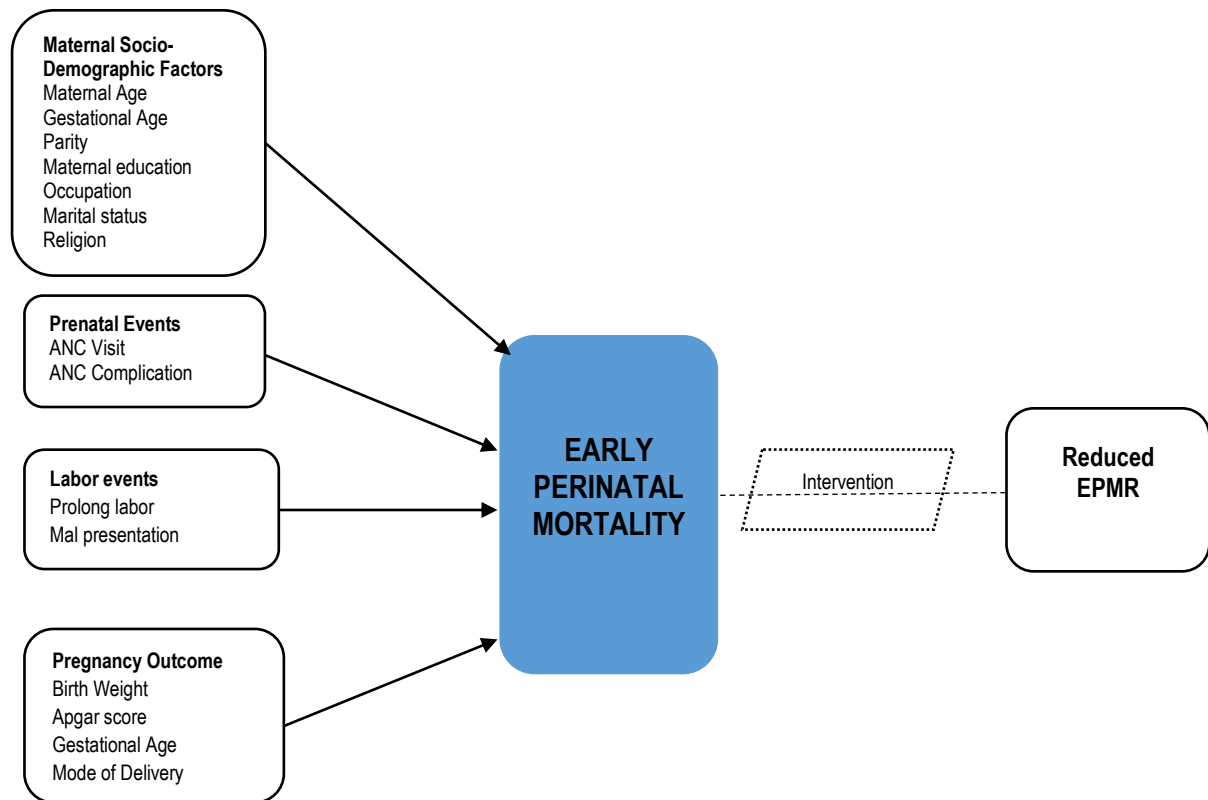 Maternal Socio-
Demographic Factors
Maternal Age
Gestational Age
Parity
Maternal education
Occupation
Marital status
Religion
Prenatal Events
ANC Visit
ANC Complication
Labor events
Prolong labor
Mal presentation
Pregnancy Outcome
Birth Weight
Apgar score
Gestational Age
Mode of Delivery
EARLY
PERINATAL
MORTALITY
Intervention
Reduced
EPMR